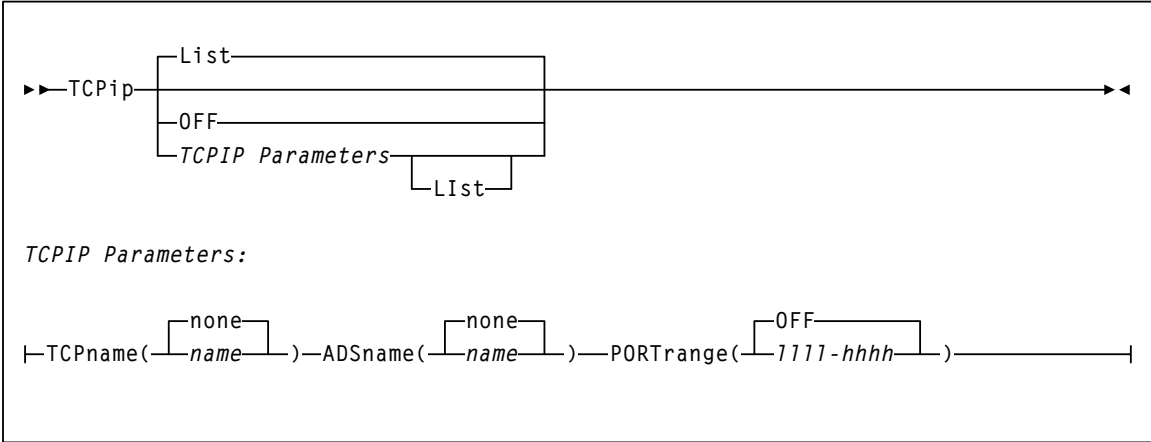 List
TCPip
OFF
TCPIP Parameters
LIst
TCPIP Parameters:
none none OFF
TCPname( name ) ADSname( name ) PORTrange( llll-hhhh )